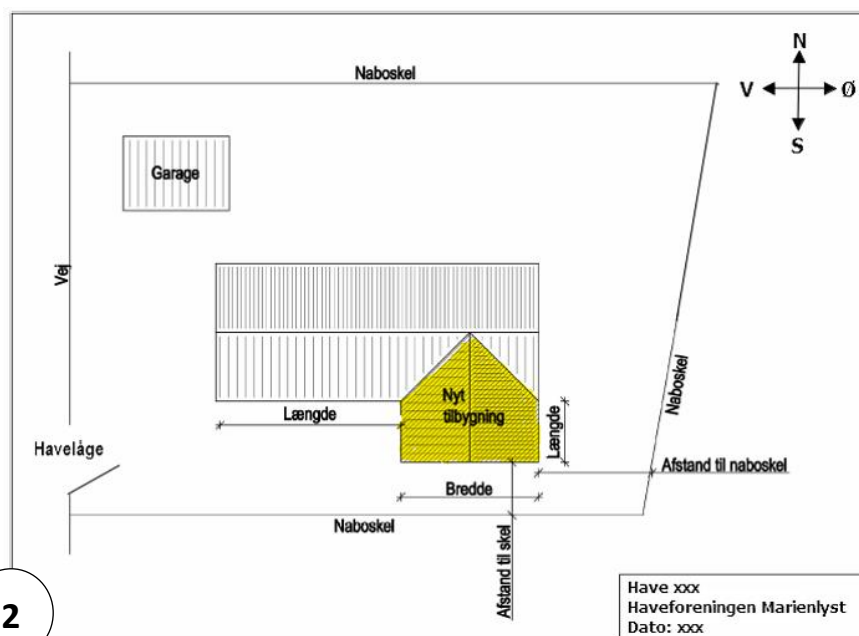 N
V
Ø
S
Naboskel
Garage
Vej
Nyt
tilbygning
Længde
Længde
Naboskel
Havelåge
Afstand til naboskel
Bredde
Naboskel
Afstand til skel
2
Have xxx
Haveforeningen Marienlyst
Dato: xxx